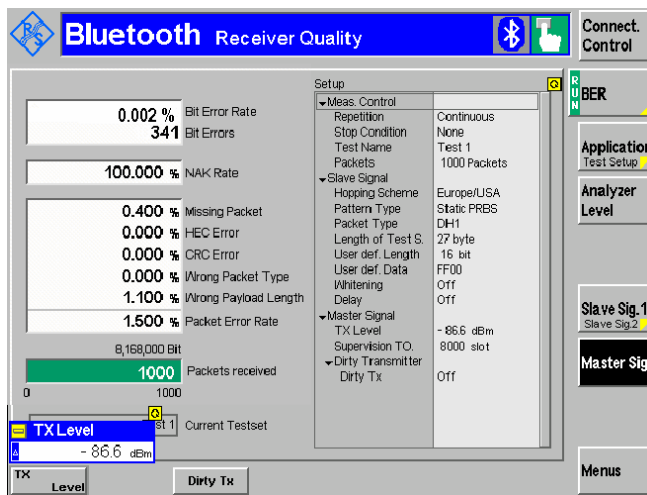 R&S
Bluetooth Receiver Quality
Connect. Control
0.002 % Bit Error Rate
341 Bit Errors
100.000 % NAK Rate
0.400 % Missing Packet
0.000 % HEC Error
0.000 % CRC Error
0.000 % Wrong Packet Type
1.100 % Wrong Payload Length
1.500 % Packet Error Rate
8,168,000 Bit
1000 Packets received
0 1000
st 1 Current Testset
TX Level
- 86.6 dBm
Setup
Meas. Control
Repetition Continuous
Stop Condition None
Test Name Test 1
Packets 1000 Packets
Slave Signal
Hopping Scheme Europe/USA
Pattern Type Static PRBS
Packet Type DH1
Length of Test S. 27 byte
User def. Length 16 bit
User def. Data FF00
Whitening Off
Delay Off
Master Signal
TX Level - 86.6 dBm
Supervision TO. 8000 slot
Dirty Transmitter
Dirty Tx Off
RUN
BER
Application
Test Setup
Analyzer
Level
Slave Sig.1
Slave Sig.2
Master Sig
Menus
TX
Level
Dirty Tx